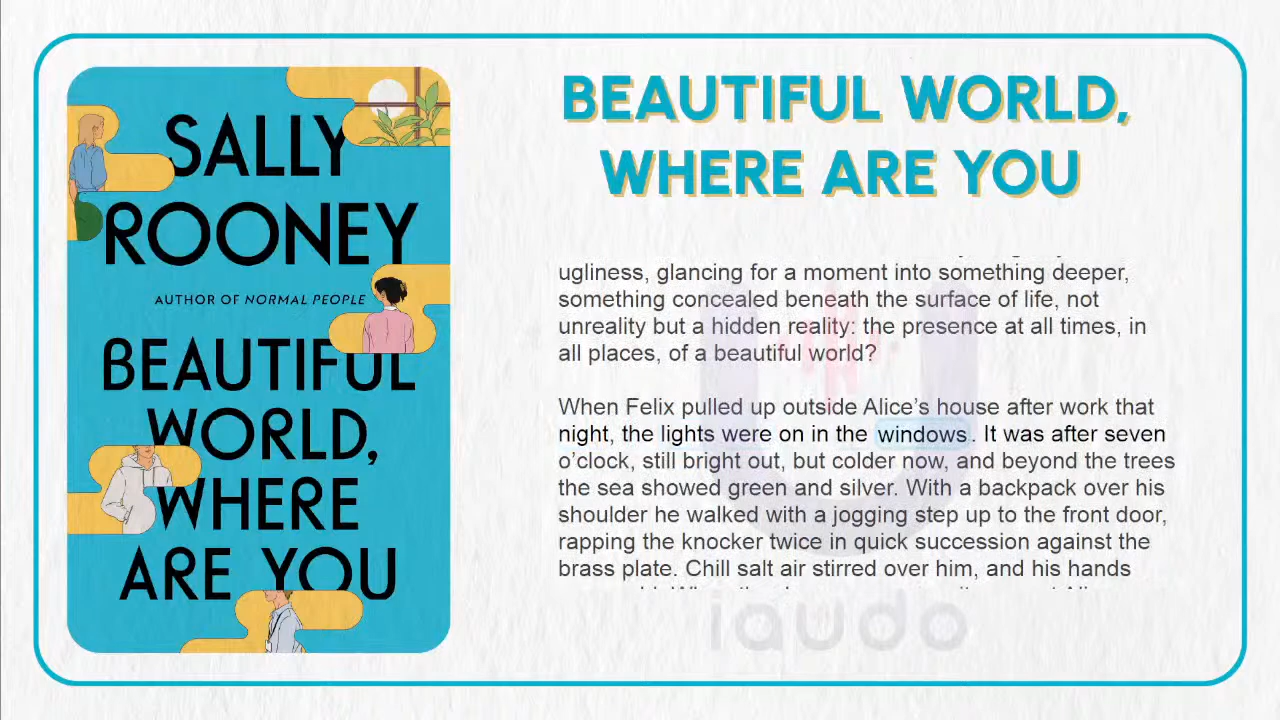 SALLY
ROONEY
AUTHOR OF NORMAL PEOPLE
BEAUTIFUL
WORLD,
WHERE
ARE YOU
BEAUTIFUL WORLD,
WHERE ARE YOU
ugliness, glancing for a moment into something deeper,
something concealed beneath the surface of life, not
unreality but a hidden reality: the presence at all times, in
all places, of a beautiful world?
When Felix pulled up outside Alice’s house after work that
night, the lights were on in the windows. It was after seven
o’clock, still bright out, but colder now, and beyond the trees
the sea showed green and silver. With a backpack over his
shoulder he walked with a jogging step up to the front door,
rapping the knocker twice in quick succession against the
brass plate. Chill salt air stirred over him, and his hands
iaudo